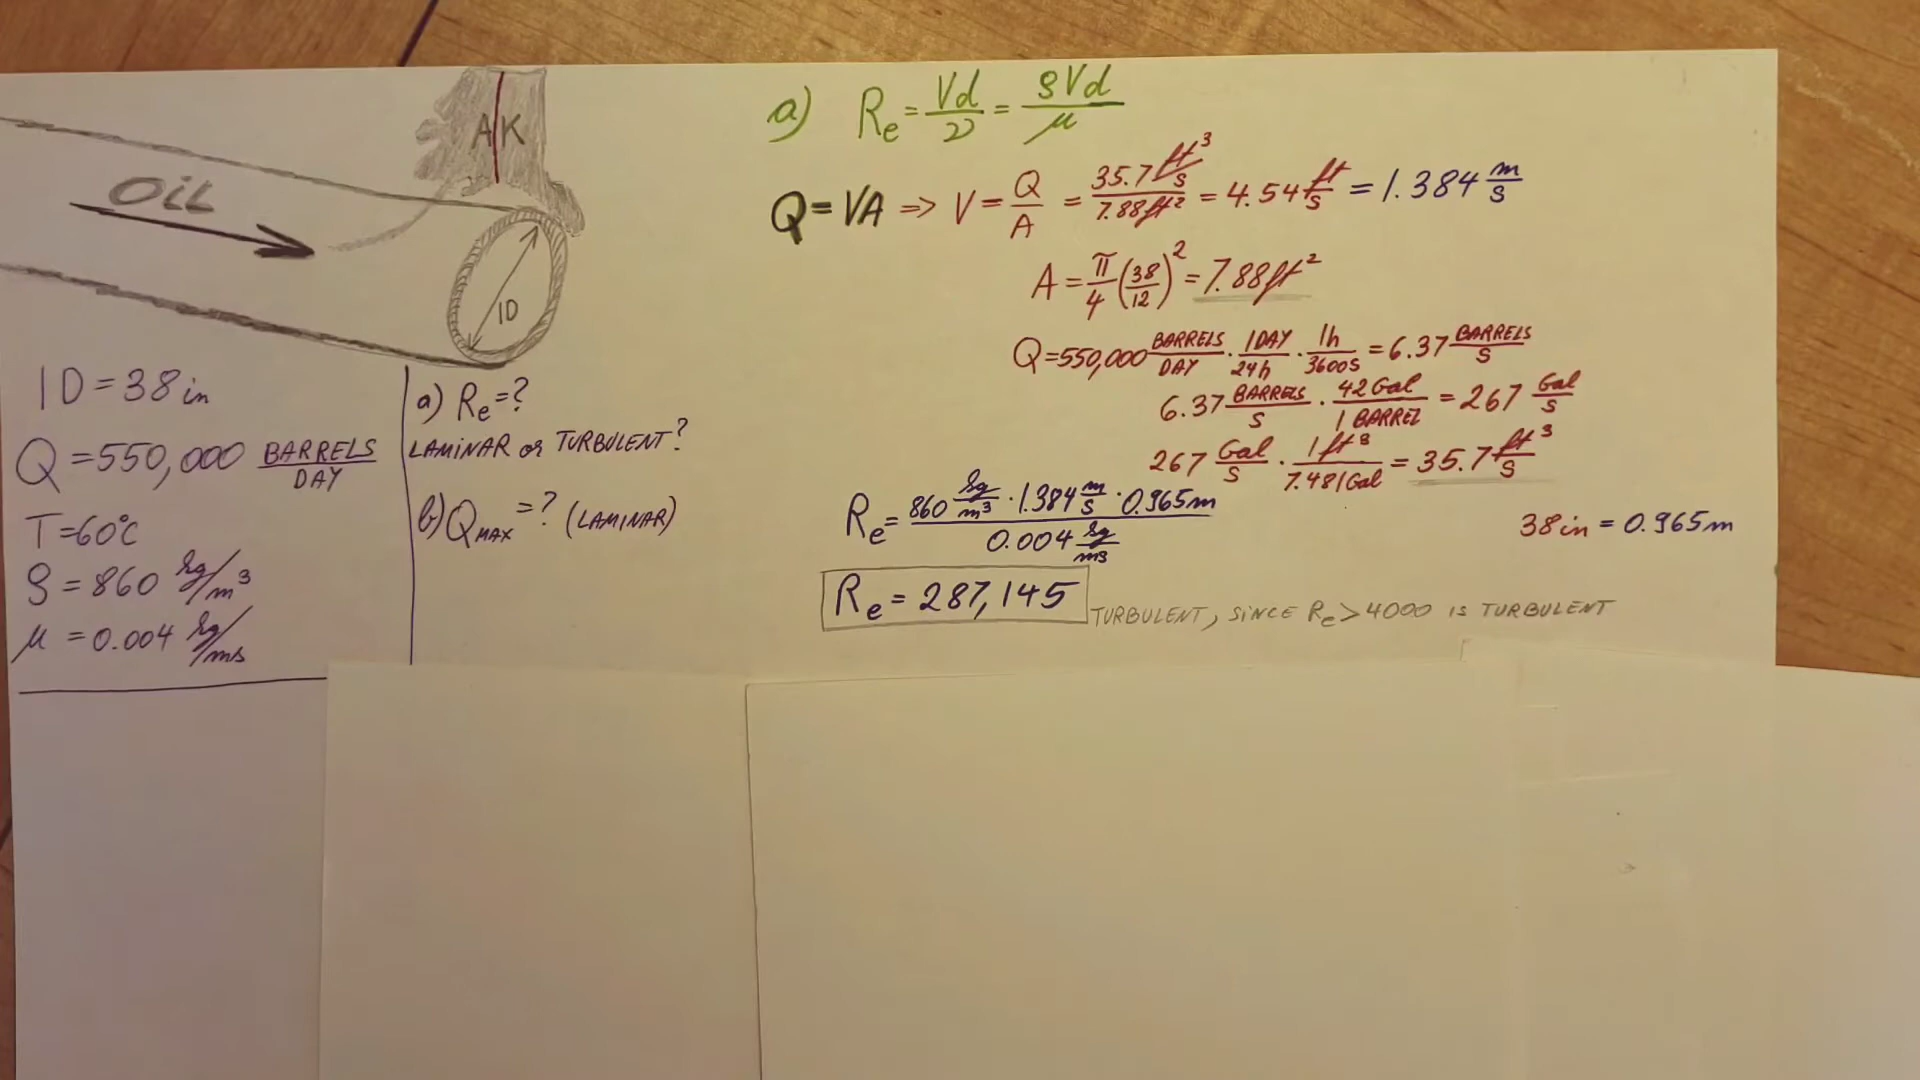 AK
OIL
ID
ID = 38 in
Q = 550,000 BARRELS/DAY
T = 60°C
ρ = 860 kg/m³
μ = 0.004 kg/ms
a) Re = ?
LAMINAR or TURBULENT?
b) QMAX = ? (LAMINAR)
a) Re = Vd/ν = ρVd/μ
Q = VA => V = Q/A = 35.7 ft³/s / 7.88 ft² = 4.54 ft/s = 1.384 m/s
A = π/4 (38/12)² = 7.88 ft²
Q = 550,000 BARRELS/DAY · 1 DAY/24h · 1h/3600s = 6.37 BARRELS/S
6.37 BARRELS/S · 42 Gal/1 BARREL = 267 Gal/S
267 Gal/S · 1 ft³/7.481 Gal = 35.7 ft³/S
Re = 860 kg/m³ · 1.384 m/s · 0.965 m / 0.004 kg/m3
38 in = 0.965 m
Re = 287,145 TURBULENT, SINCE Re > 4000 IS TURBULENT